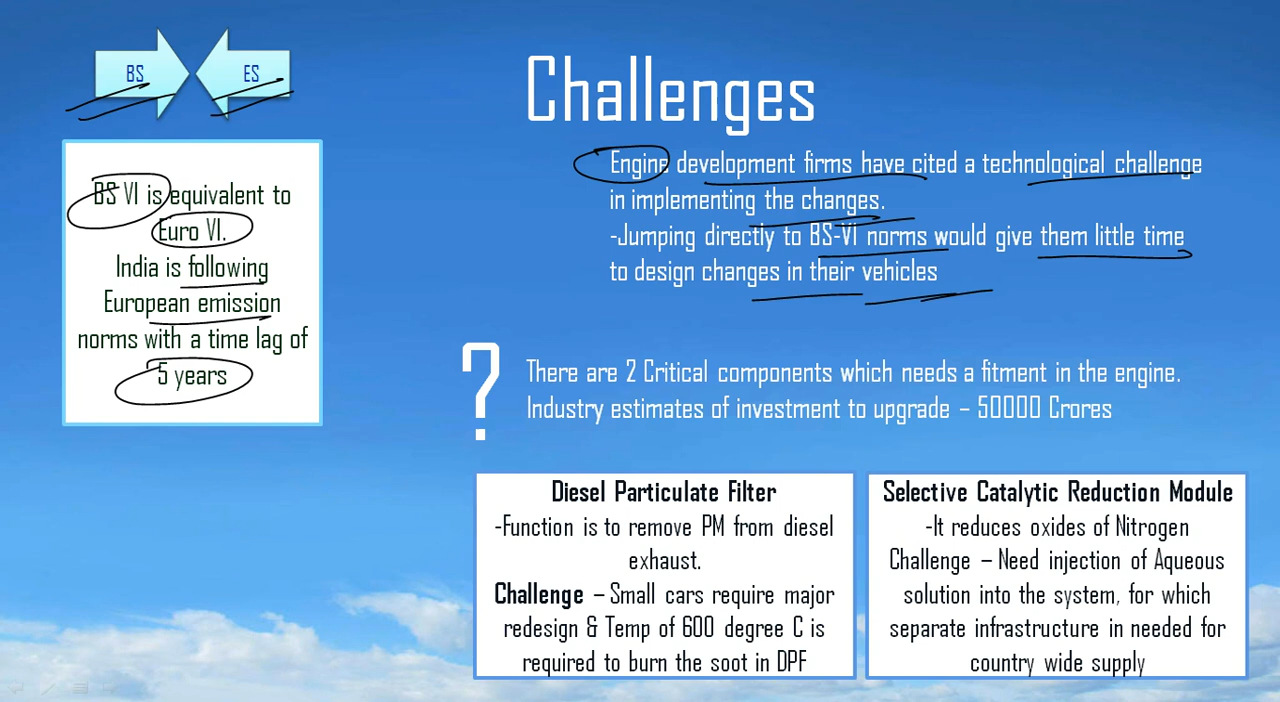 BS
ES
Challenges
BS VI is equivalent to
Euro VI.
India is following
European emission
norms with a time lag of
5 years
Engine development firms have cited a technological challenge
in implementing the changes.
-Jumping directly to BS-VI norms would give them little time
to design changes in their vehicles
?
There are 2 Critical components which needs a fitment in the engine.
Industry estimates of investment to upgrade – 50000 Crores
Diesel Particulate Filter
-Function is to remove PM from diesel
exhaust.
Challenge – Small cars require major
redesign & Temp of 600 degree C is
required to burn the soot in DPF
Selective Catalytic Reduction Module
-It reduces oxides of Nitrogen
Challenge – Need injection of Aqueous
solution into the system, for which
separate infrastructure in needed for
country wide supply